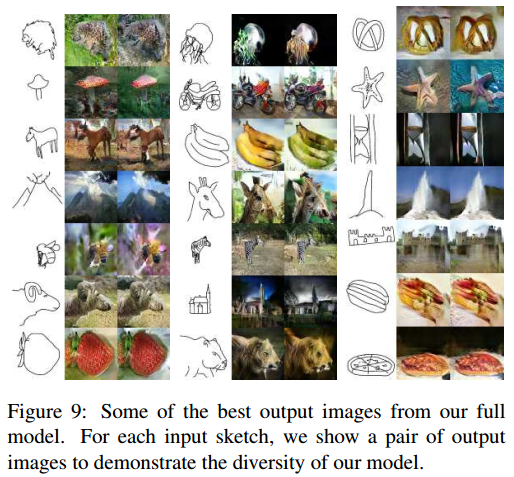 Figure 9: Some of the best output images from our full
model. For each input sketch, we show a pair of output
images to demonstrate the diversity of our model.